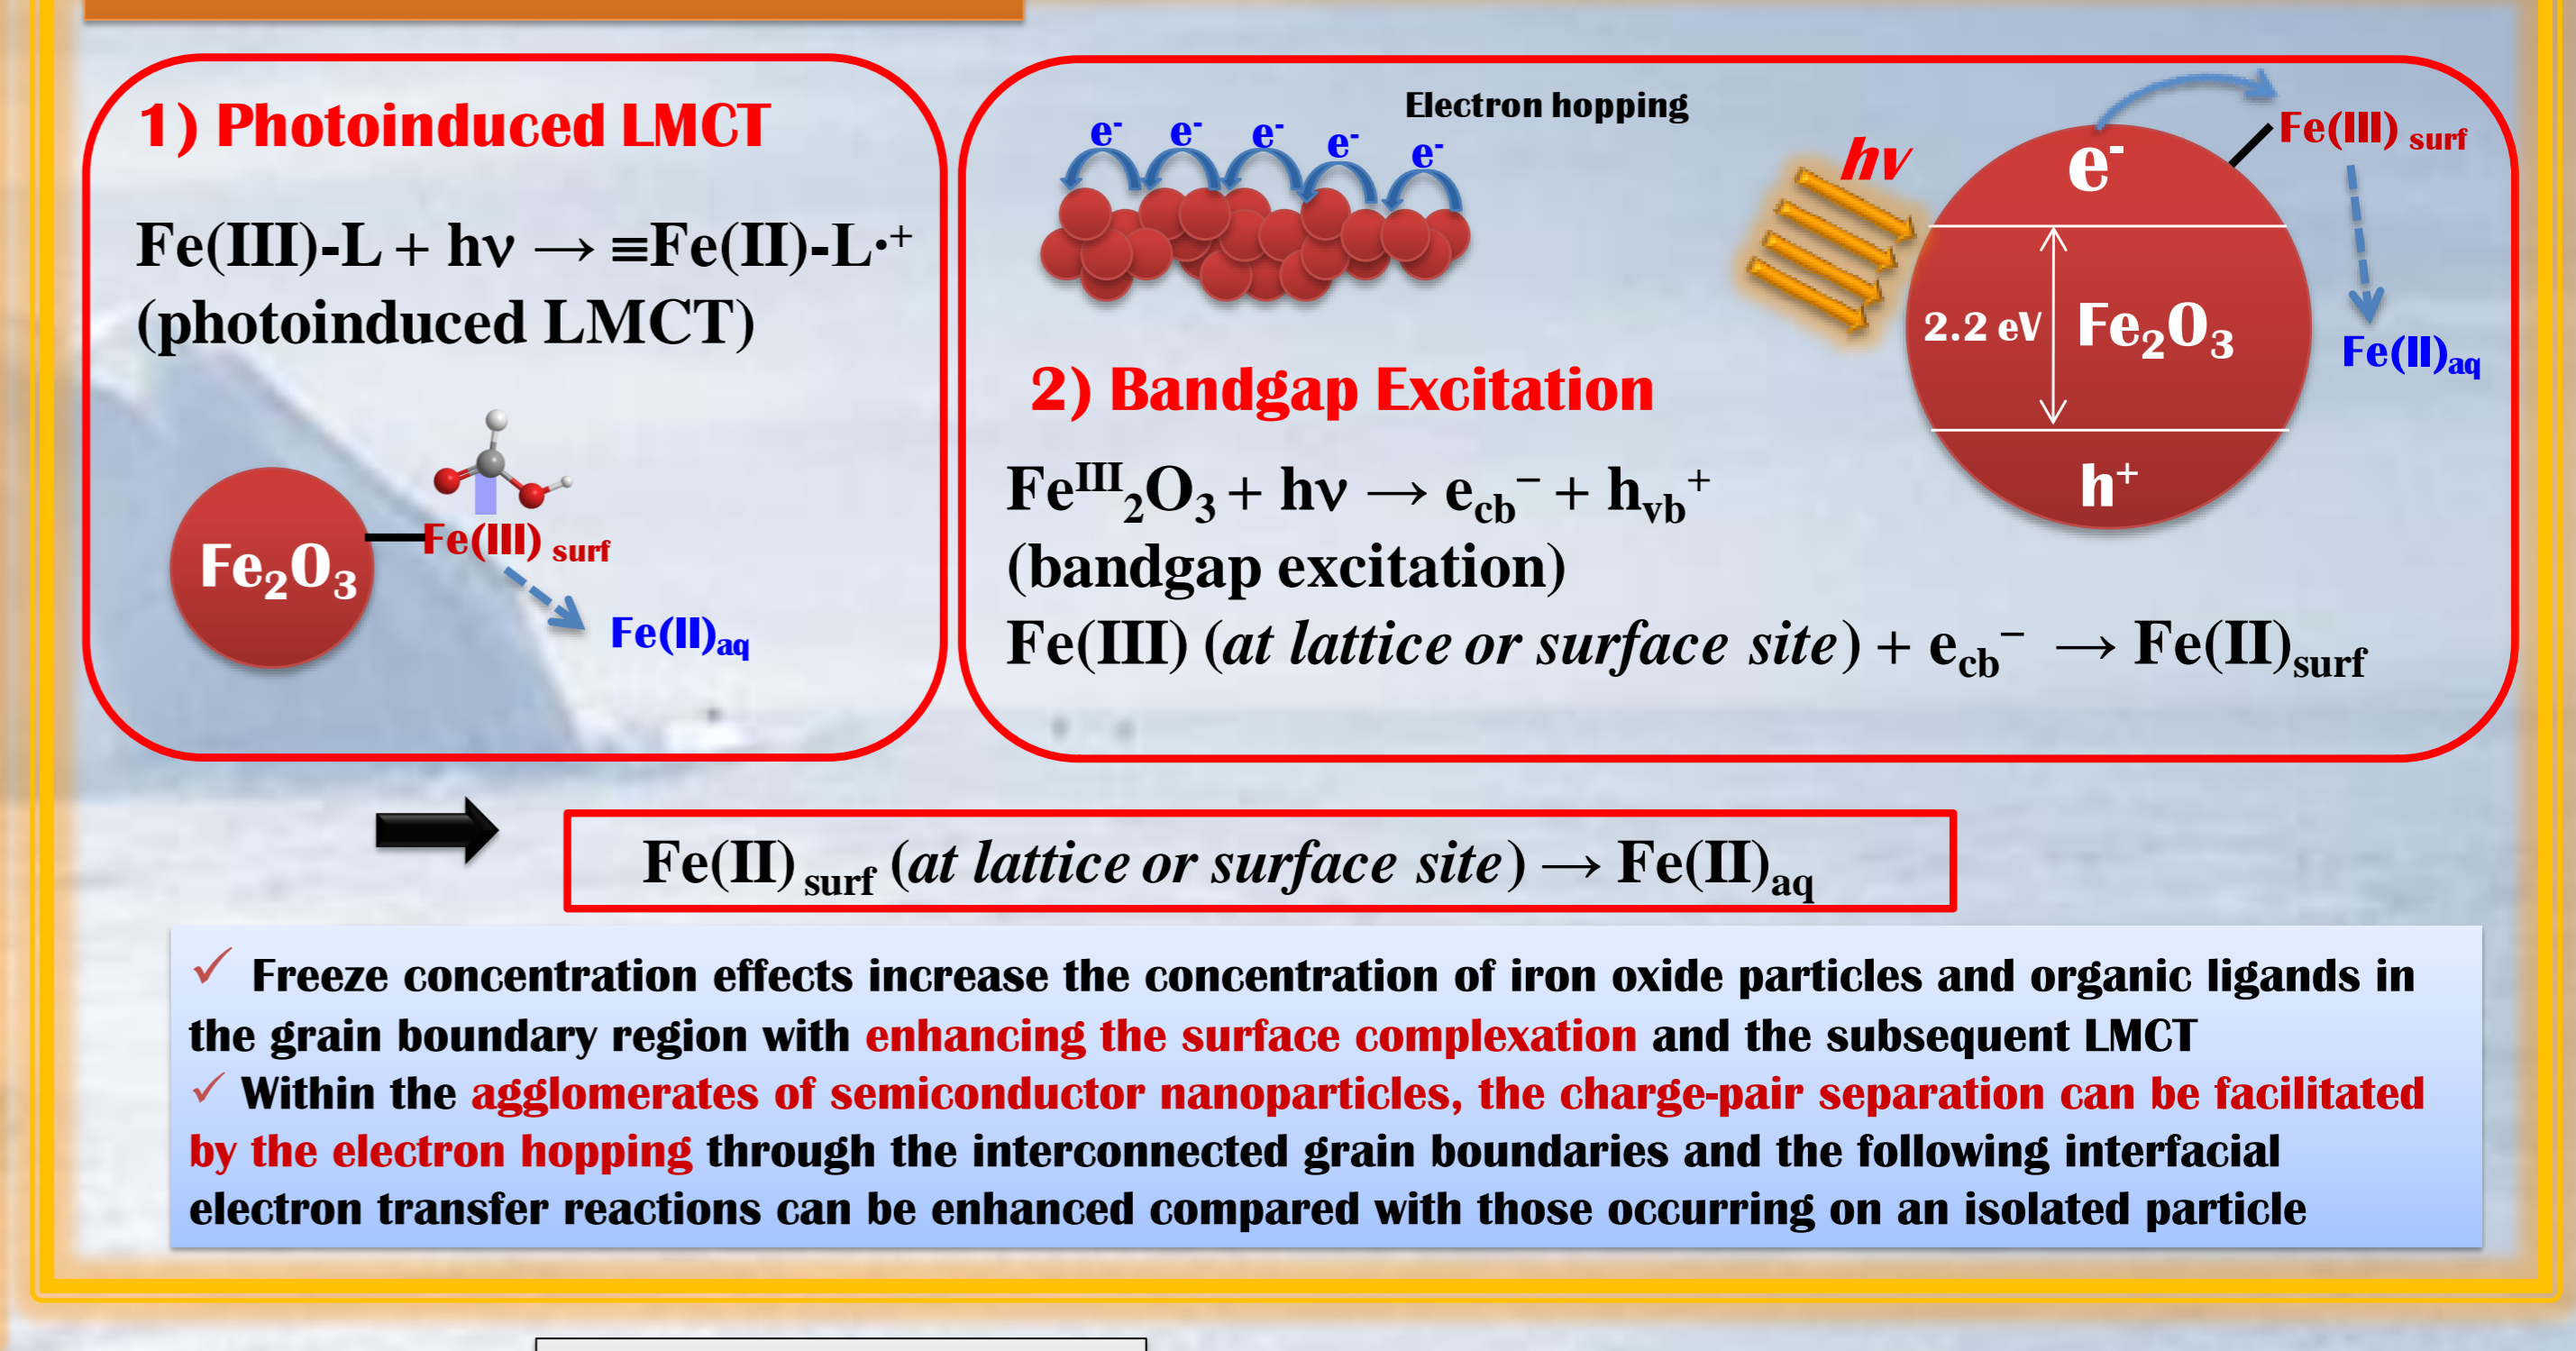 1) Photoinduced LMCT
Fe(III)-L + hν → ≡Fe(II)-L·⁺
(photoinduced LMCT)
Fe₂O₃
Fe(III) surf
Fe(II)aq
Electron hopping
e⁻ e⁻ e⁻ e⁻ e⁻
hν
e⁻
Fe(III) surf
2.2 eV
Fe₂O₃
Fe(II)aq
h⁺
2) Bandgap Excitation
Feᴵᴵᴵ₂O₃ + hν → ecb⁻ + hvb⁺
(bandgap excitation)
Fe(III) (at lattice or surface site) + ecb⁻ → Fe(II)surf
Fe(II) surf (at lattice or surface site) → Fe(II)aq
✓ Freeze concentration effects increase the concentration of iron oxide particles and organic ligands in
the grain boundary region with enhancing the surface complexation and the subsequent LMCT
✓ Within the agglomerates of semiconductor nanoparticles, the charge-pair separation can be facilitated
by the electron hopping through the interconnected grain boundaries and the following interfacial
electron transfer reactions can be enhanced compared with those occurring on an isolated particle